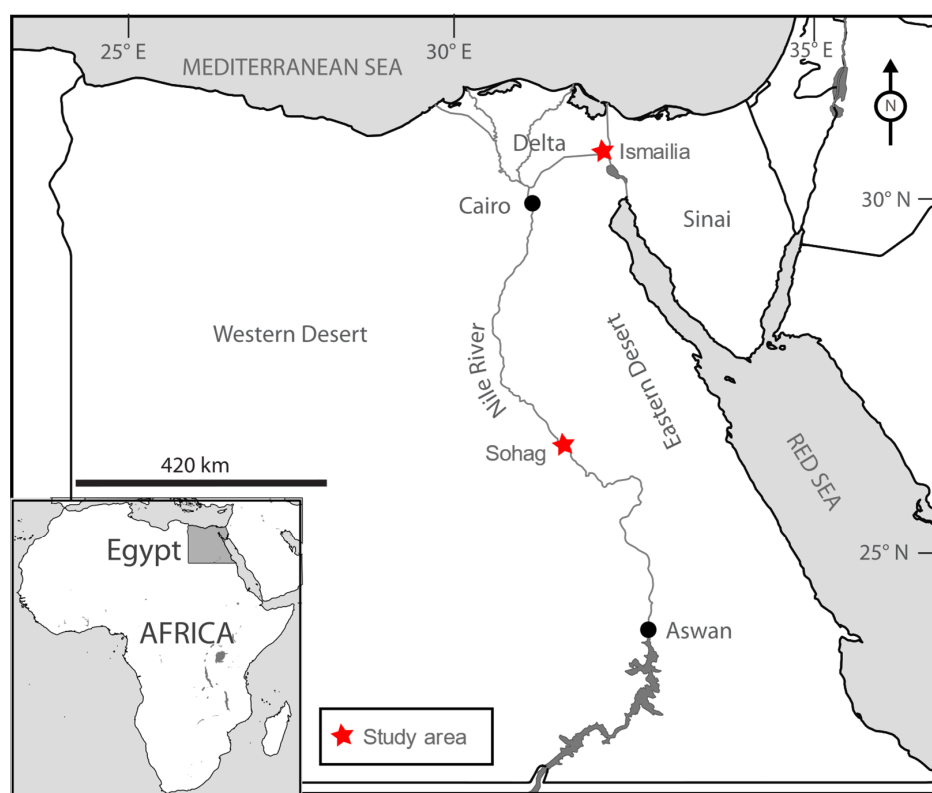 25° E
30° E
35° E
MEDITERRANEAN SEA
N
Delta
Ismailia
Cairo
30° N
Sinai
Western Desert
Nile River
Eastern Desert
Sohag
RED SEA
420 km
Egypt
25° N
AFRICA
Aswan
Study area